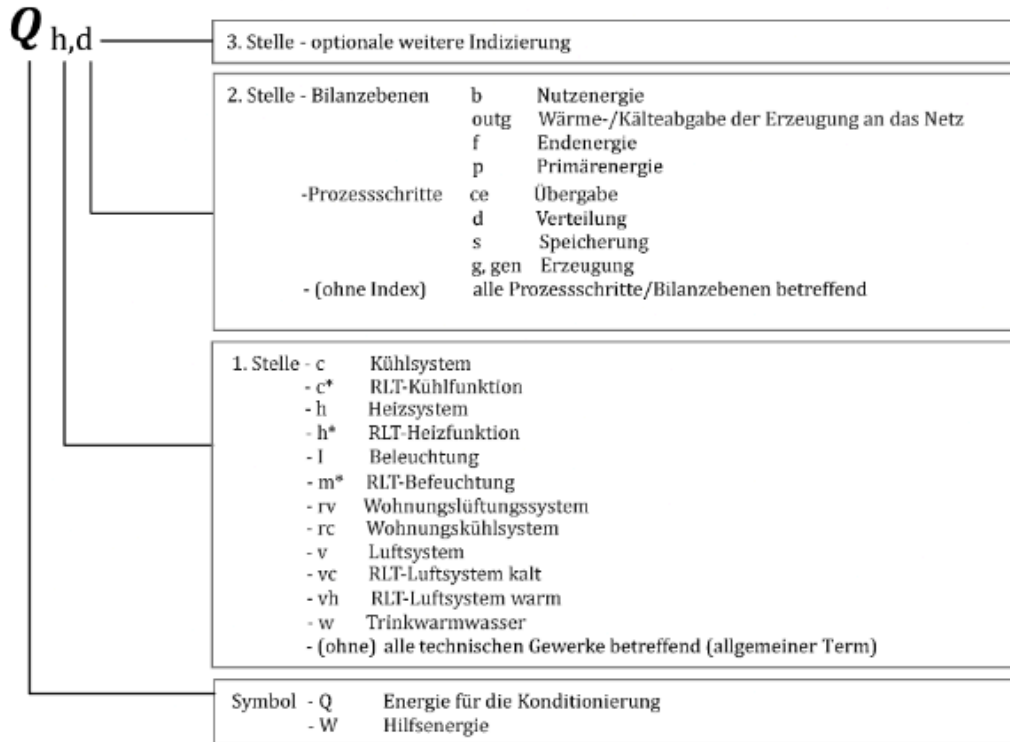 Q h,d
3. Stelle - optionale weitere Indizierung
2. Stelle - Bilanzebenen b Nutzenergie
outg Wärme-/Kälteabgabe der Erzeugung an das Netz
f Endenergie
p Primärenergie
-Prozessschritte ce Übergabe
d Verteilung
s Speicherung
g, gen Erzeugung
- (ohne Index) alle Prozessschritte/Bilanzebenen betreffend
1. Stelle - c Kühlsystem
- c* RLT-Kühlfunktion
- h Heizsystem
- h* RLT-Heizfunktion
- l Beleuchtung
- m* RLT-Befeuchtung
- rv Wohnungslüftungssystem
- rc Wohnungskühlsystem
- v Luftsystem
- vc RLT-Luftsystem kalt
- vh RLT-Luftsystem warm
- w Trinkwarmwasser
- (ohne) alle technischen Gewerke betreffend (allgemeiner Term)
Symbol - Q Energie für die Konditionierung
- W Hilfsenergie